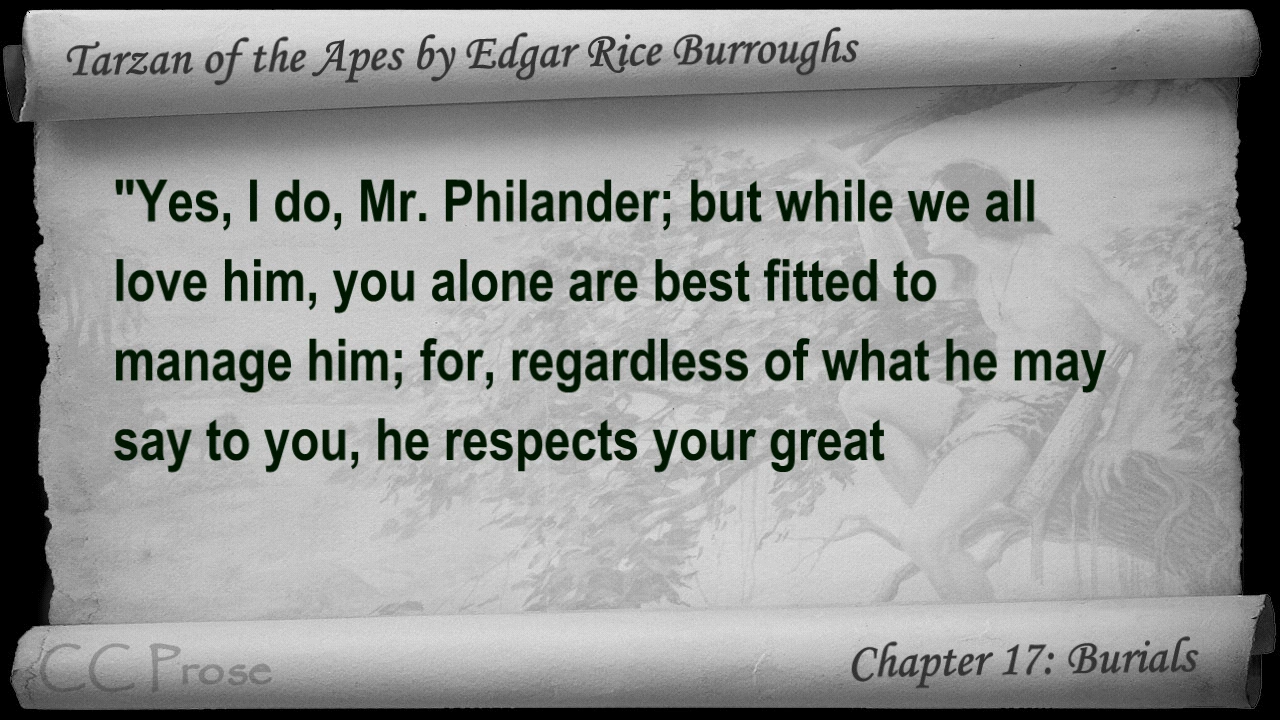 Tarzan of the Apes by Edgar Rice Burroughs
"Yes, I do, Mr. Philander; but while we all
love him, you alone are best fitted to
manage him; for, regardless of what he may
say to you, he respects your great
CC Prose
Chapter 17: Burials